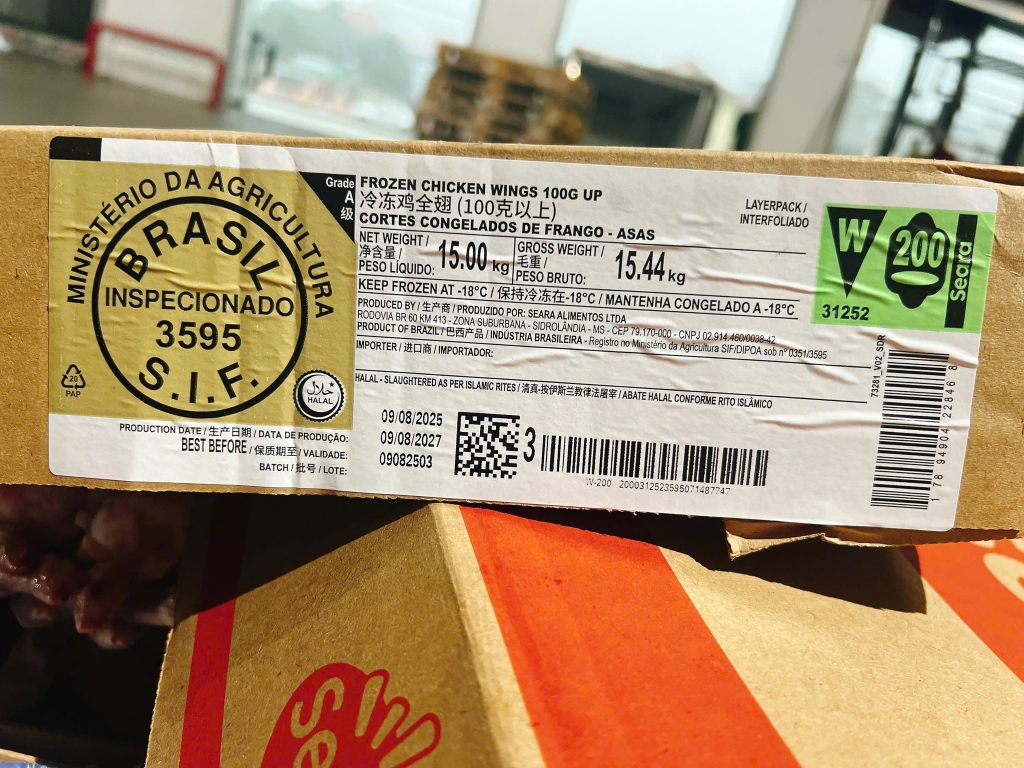 MINISTÉRIO DA AGRICULTURA
BRASIL
INSPECIONADO
3595
S.I.F.
20
PAP
حلال
HALAL
Grade
A
级
FROZEN CHICKEN WINGS 100G UP
冷冻鸡全翅 (100克以上)
CORTES CONGELADOS DE FRANGO - ASAS
LAYERPACK /
INTERFOLIADO
NET WEIGHT /
净含量/
PESO LÍQUIDO:
15.00 kg
GROSS WEIGHT /
毛重/
PESO BRUTO:
15.44 kg
KEEP FROZEN AT -18°C / 保持冷冻在-18°C / MANTENHA CONGELADO A -18°C
PRODUCED BY / 生产商 / PRODUZIDO POR: SEARA ALIMENTOS LTDA
RODOVIA BR 60 KM 413 - ZONA SUBURBANA - SIDROLÂNDIA - MS - CEP 79.170-000 - CNPJ 02.914.460/0038-42
PRODUCT OF BRAZIL / 巴西产品 / INDÚSTRIA BRASILEIRA - Registro no Ministério da Agricultura SIF/DIPOA sob nº 0351/3595
IMPORTER / 进口商 / IMPORTADOR:
HALAL - SLAUGHTERED AS PER ISLAMIC RITES / 清真-按伊斯兰教律法屠宰 / ABATE HALAL CONFORME RITO ISLÂMICO
PRODUCTION DATE / 生产日期 / DATA DE PRODUÇÃO:
09/08/2025
BEST BEFORE / 保质期至 / VALIDADE:
09/08/2027
BATCH / 批号 / LOTE:
09082503
3
W-200 2000312523595071487747
W
200
Seara
31252
73281_V02_SDR
1 78 94904 22846 8
Se